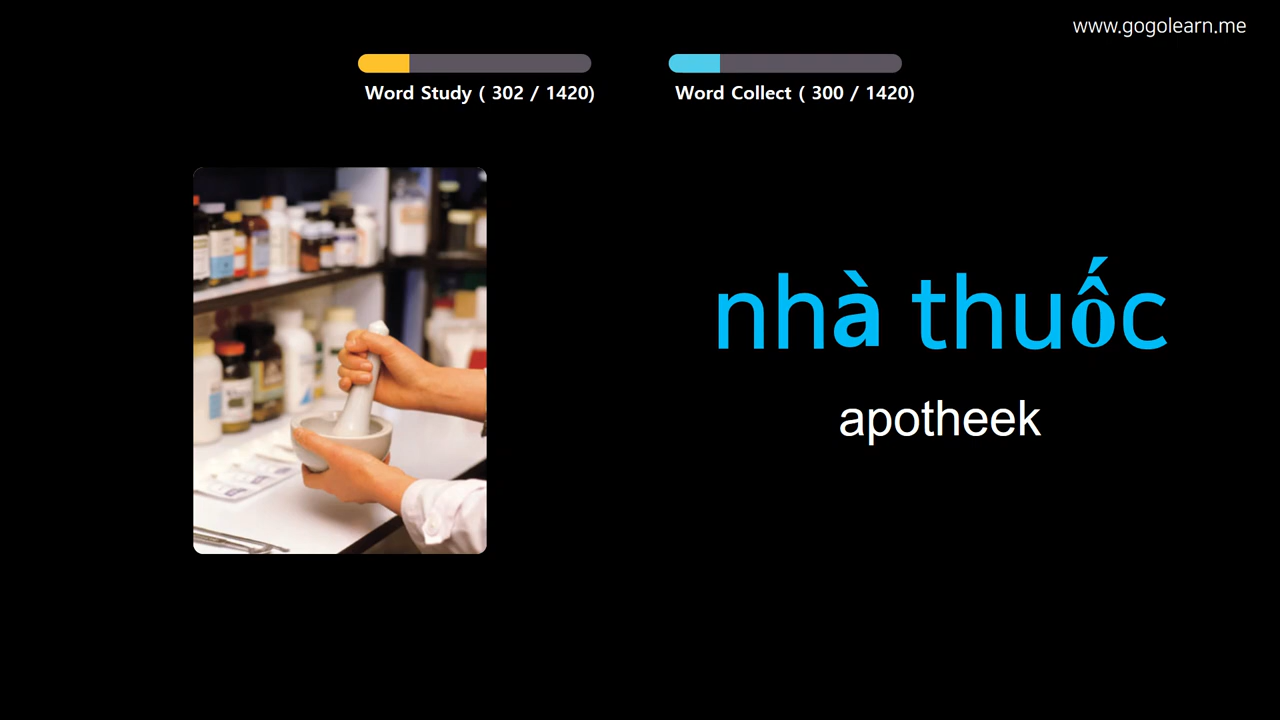 www.gogolearn.me
Word Study ( 302 / 1420)
Word Collect ( 300 / 1420)
nhà thuốc
apotheek